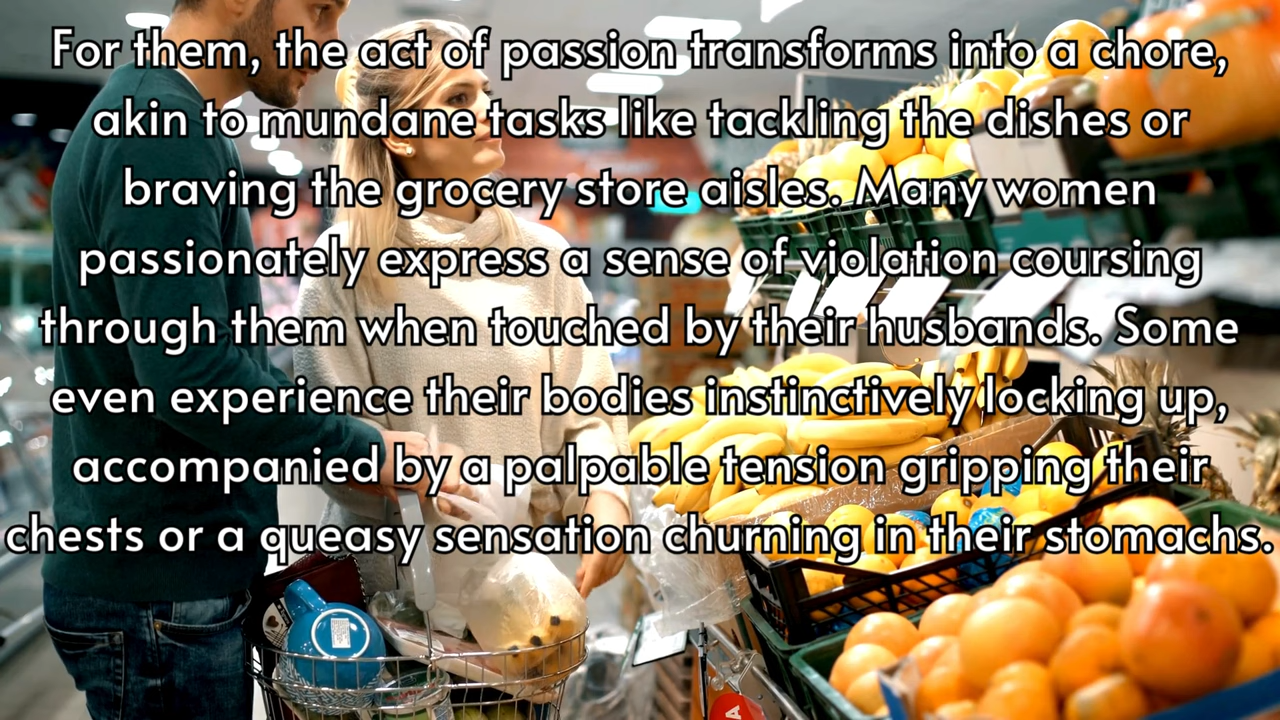 For them, the act of passion transforms into a chore,
akin to mundane tasks like tackling the dishes or
braving the grocery store aisles. Many women
passionately express a sense of violation coursing
through them when touched by their husbands. Some
even experience their bodies instinctively locking up,
accompanied by a palpable tension gripping their
chests or a queasy sensation churning in their stomachs.
A